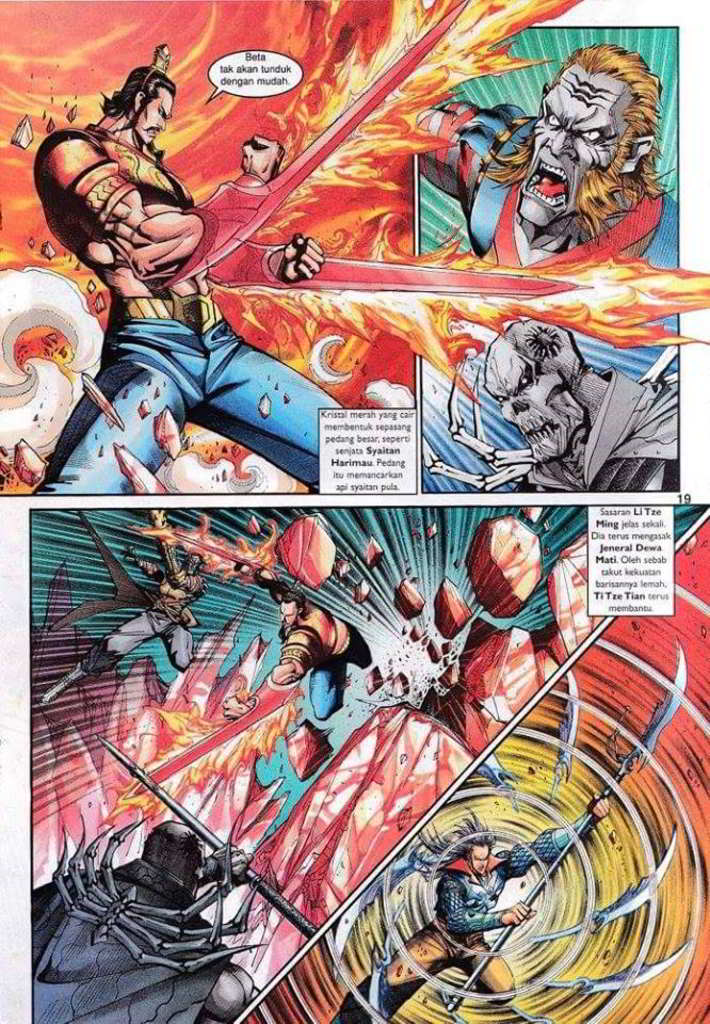 Beta
tak akan tunduk
dengan mudah.
Kristal merah yang cair
membentuk sepasang
pedang besar, seperti
senjata Syaitan
Harimau. Pedang
itu memancarkan
api syaitan pula.
19
Sasaran Li Tze
Ming jelas sekali.
Dia terus mengasak
Jeneral Dewa
Mati. Oleh sebab
takut kekuatan
barisannya lemah,
Ti Tze Tian terus
membantu.